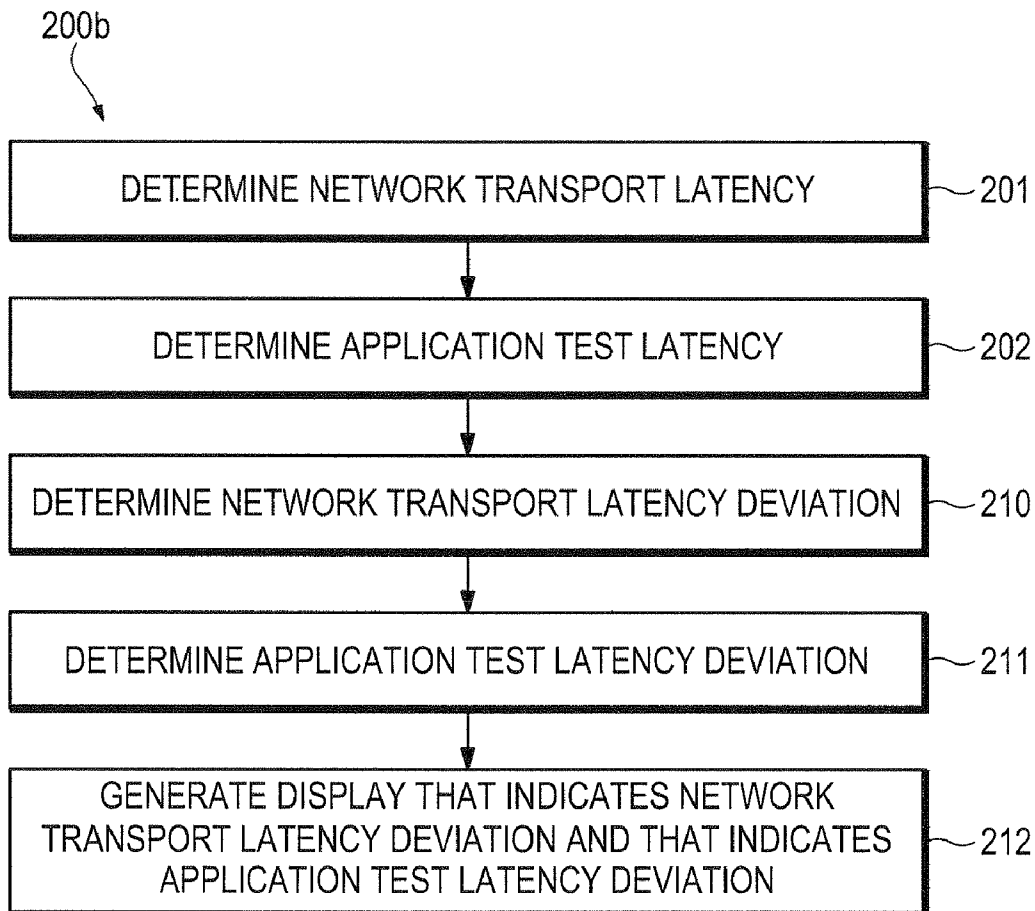 200b
DETERMINE NETWORK TRANSPORT LATENCY
201
DETERMINE APPLICATION TEST LATENCY
202
DETERMINE NETWORK TRANSPORT LATENCY DEVIATION
210
DETERMINE APPLICATION TEST LATENCY DEVIATION
211
GENERATE DISPLAY THAT INDICATES NETWORK
TRANSPORT LATENCY DEVIATION AND THAT INDICATES
APPLICATION TEST LATENCY DEVIATION
212